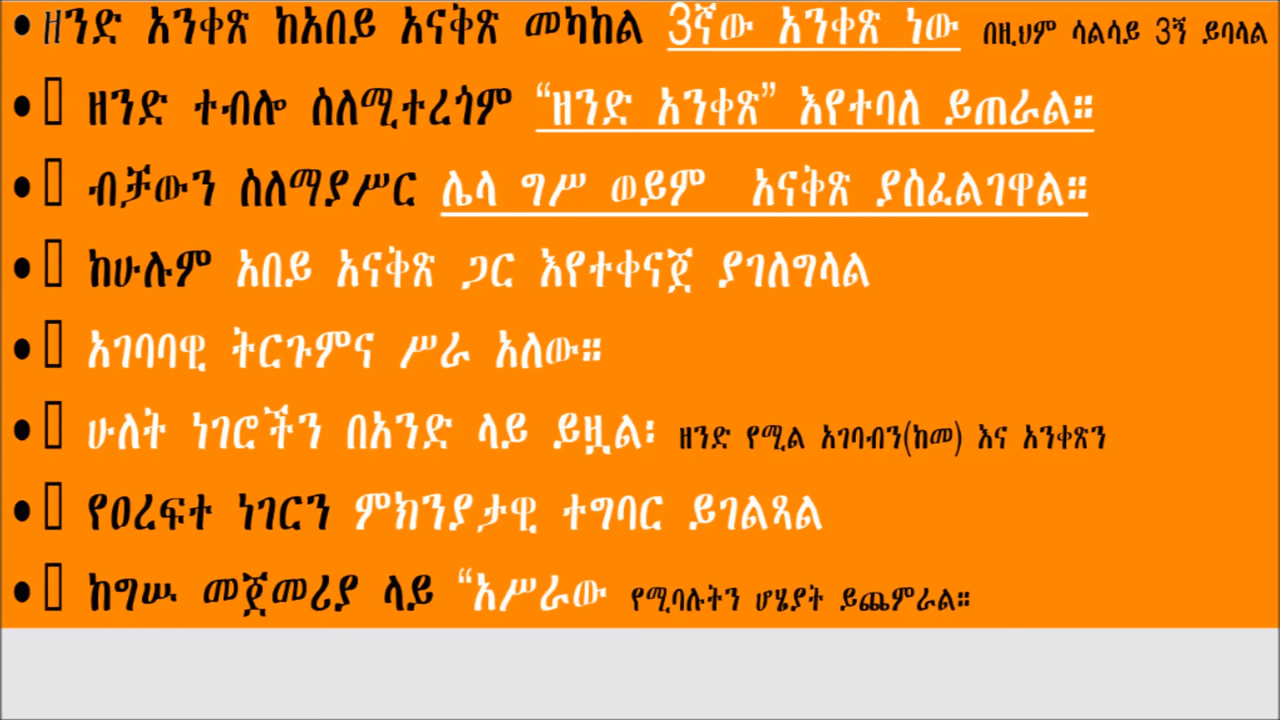 • ዘንድ አንቀጽ ከአበይ አናቅጽ መካከል 3ኛው አንቀጽ ነው በዚህም ሳልሳይ 3ኝ ይባላል
• ዘንድ ተብሎ ስለሚተረጎም “ዘንድ አንቀጽ” እየተባለ ይጠራል።
• ብቻውን ስለማያሥር ሌላ ግሥ ወይም አናቅጽ ያስፈልገዋል።
• ከሁሉም አበይ አናቅጽ ጋር እየተቀናጀ ያገለግላል
• አገባባዊ ትርጉምና ሥራ አለው።
• ሁለት ነገሮችን በአንድ ላይ ይዟል፤ ዘንድ የሚል አገባብን(ከመ) እና አንቀጽን
• የዐረፍተ ነገርን ምክንያታዊ ተግባር ይገልጻል
• ከግሡ መጀመሪያ ላይ “አሥራው የሚባሉትን ሆሄያት ይጨምራል።